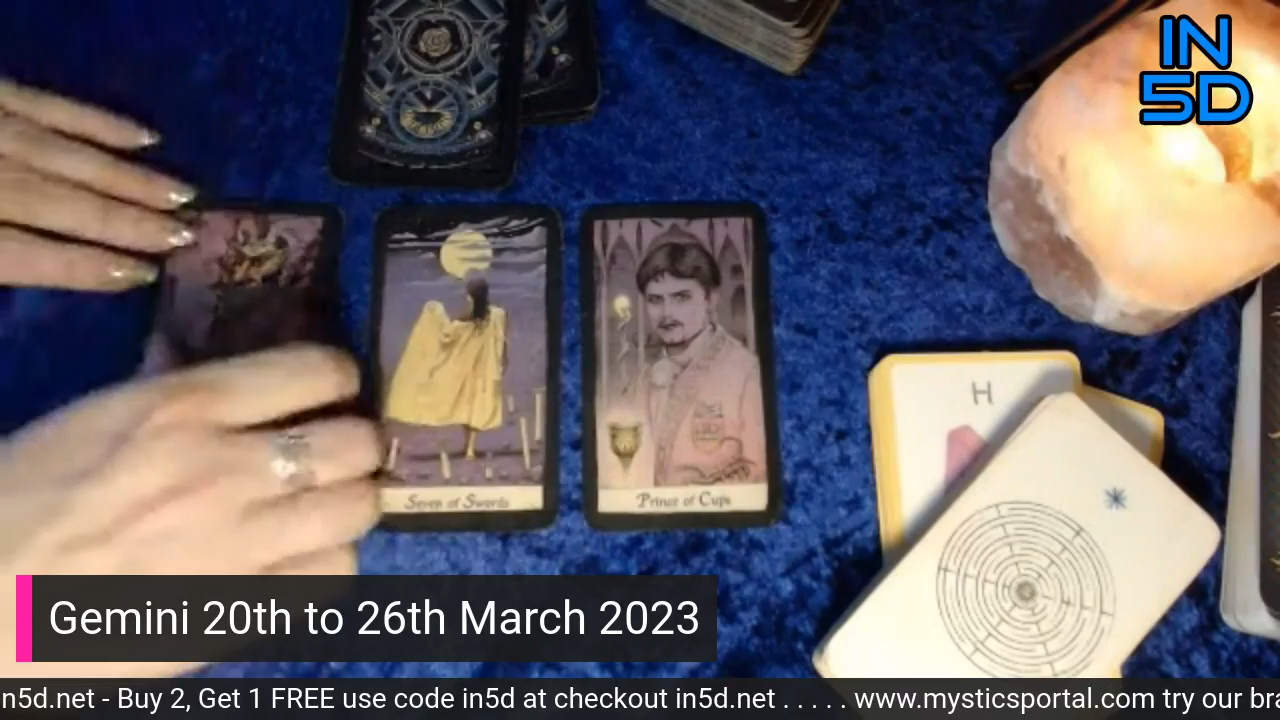 IN
5D
H
Seven of Swords
Prince of Cups
Gemini 20th to 26th March 2023
in5d.net - Buy 2, Get 1 FREE use code in5d at checkout in5d.net . . . . . www.mysticsportal.com try our bra